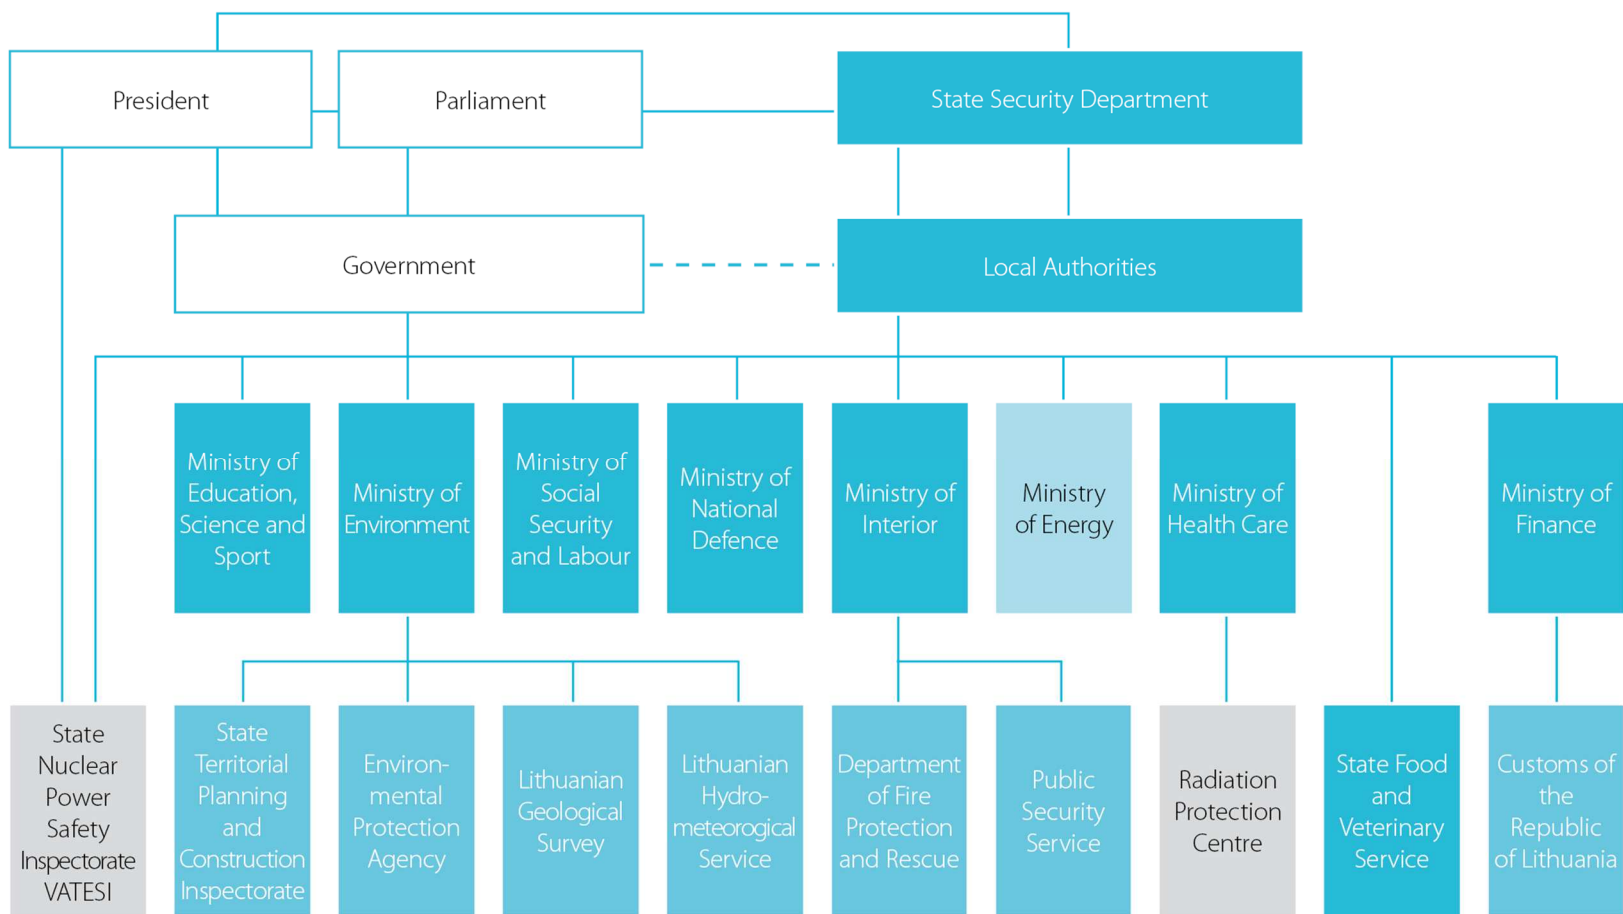 President
Parliament
State Security Department
Government
Local Authorities
Ministry of
Education,
Science and
Sport
Ministry of
Environment
Ministry of
Social
Security
and Labour
Ministry of
National
Defence
Ministry of
Interior
Ministry
of Energy
Ministry of
Health Care
Ministry of
Finance
State
Nuclear
Power
Safety
Inspectorate
VATESI
State
Territorial
Planning
and
Construction
Inspectorate
Environ-
mental
Protection
Agency
Lithuanian
Geological
Survey
Lithuanian
Hydro-
meteorogical
Service
Department
of Fire
Protection
and Rescue
Public
Security
Service
Radiation
Protection
Centre
State Food
and
Veterinary
Service
Customs of
the
Republic
of Lithuania